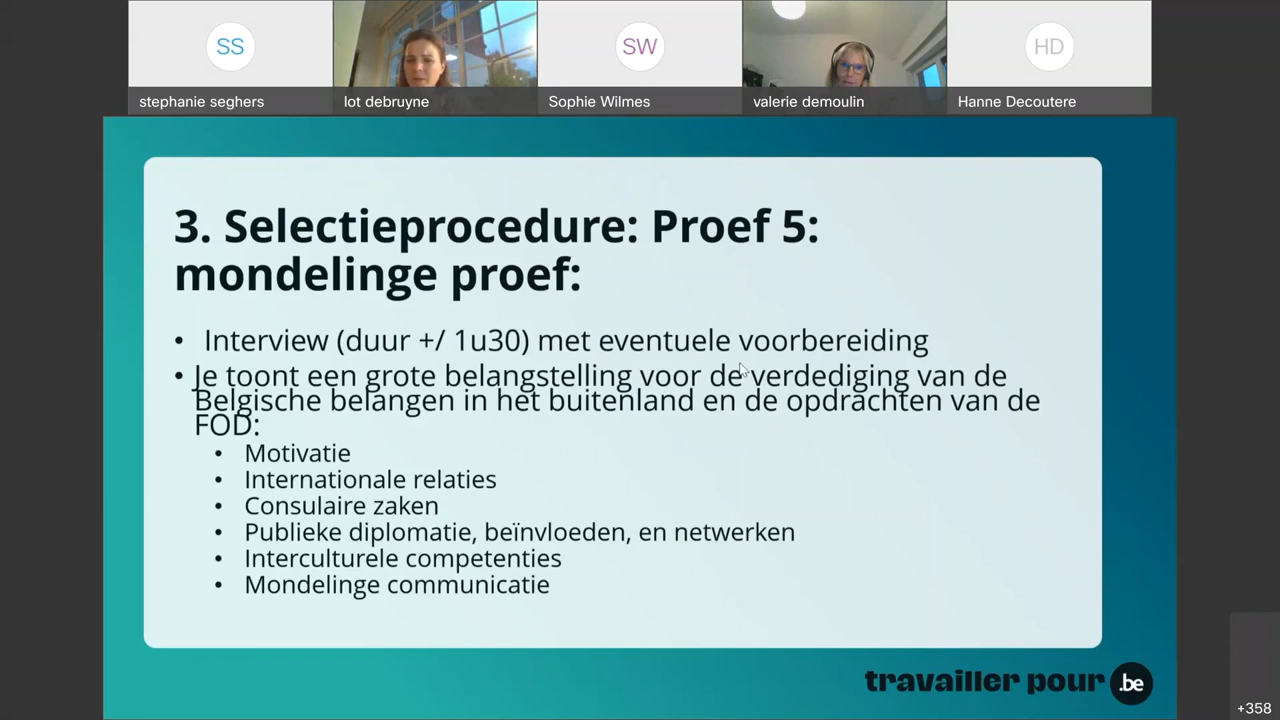 SS
SW
HD
stephanie seghers
lot debruyne
Sophie Wilmes
valerie demoulin
Hanne Decoutere
3. Selectieprocedure: Proef 5:
mondelinge proef:
• Interview (duur +/ 1u30) met eventuele voorbereiding
• Je toont een grote belangstelling voor de verdediging van de
Belgische belangen in het buitenland en de opdrachten van de
FOD:
• Motivatie
• Internationale relaties
• Consulaire zaken
• Publieke diplomatie, beïnvloeden, en netwerken
• Interculturele competenties
• Mondelinge communicatie
travailler pour .be
+358